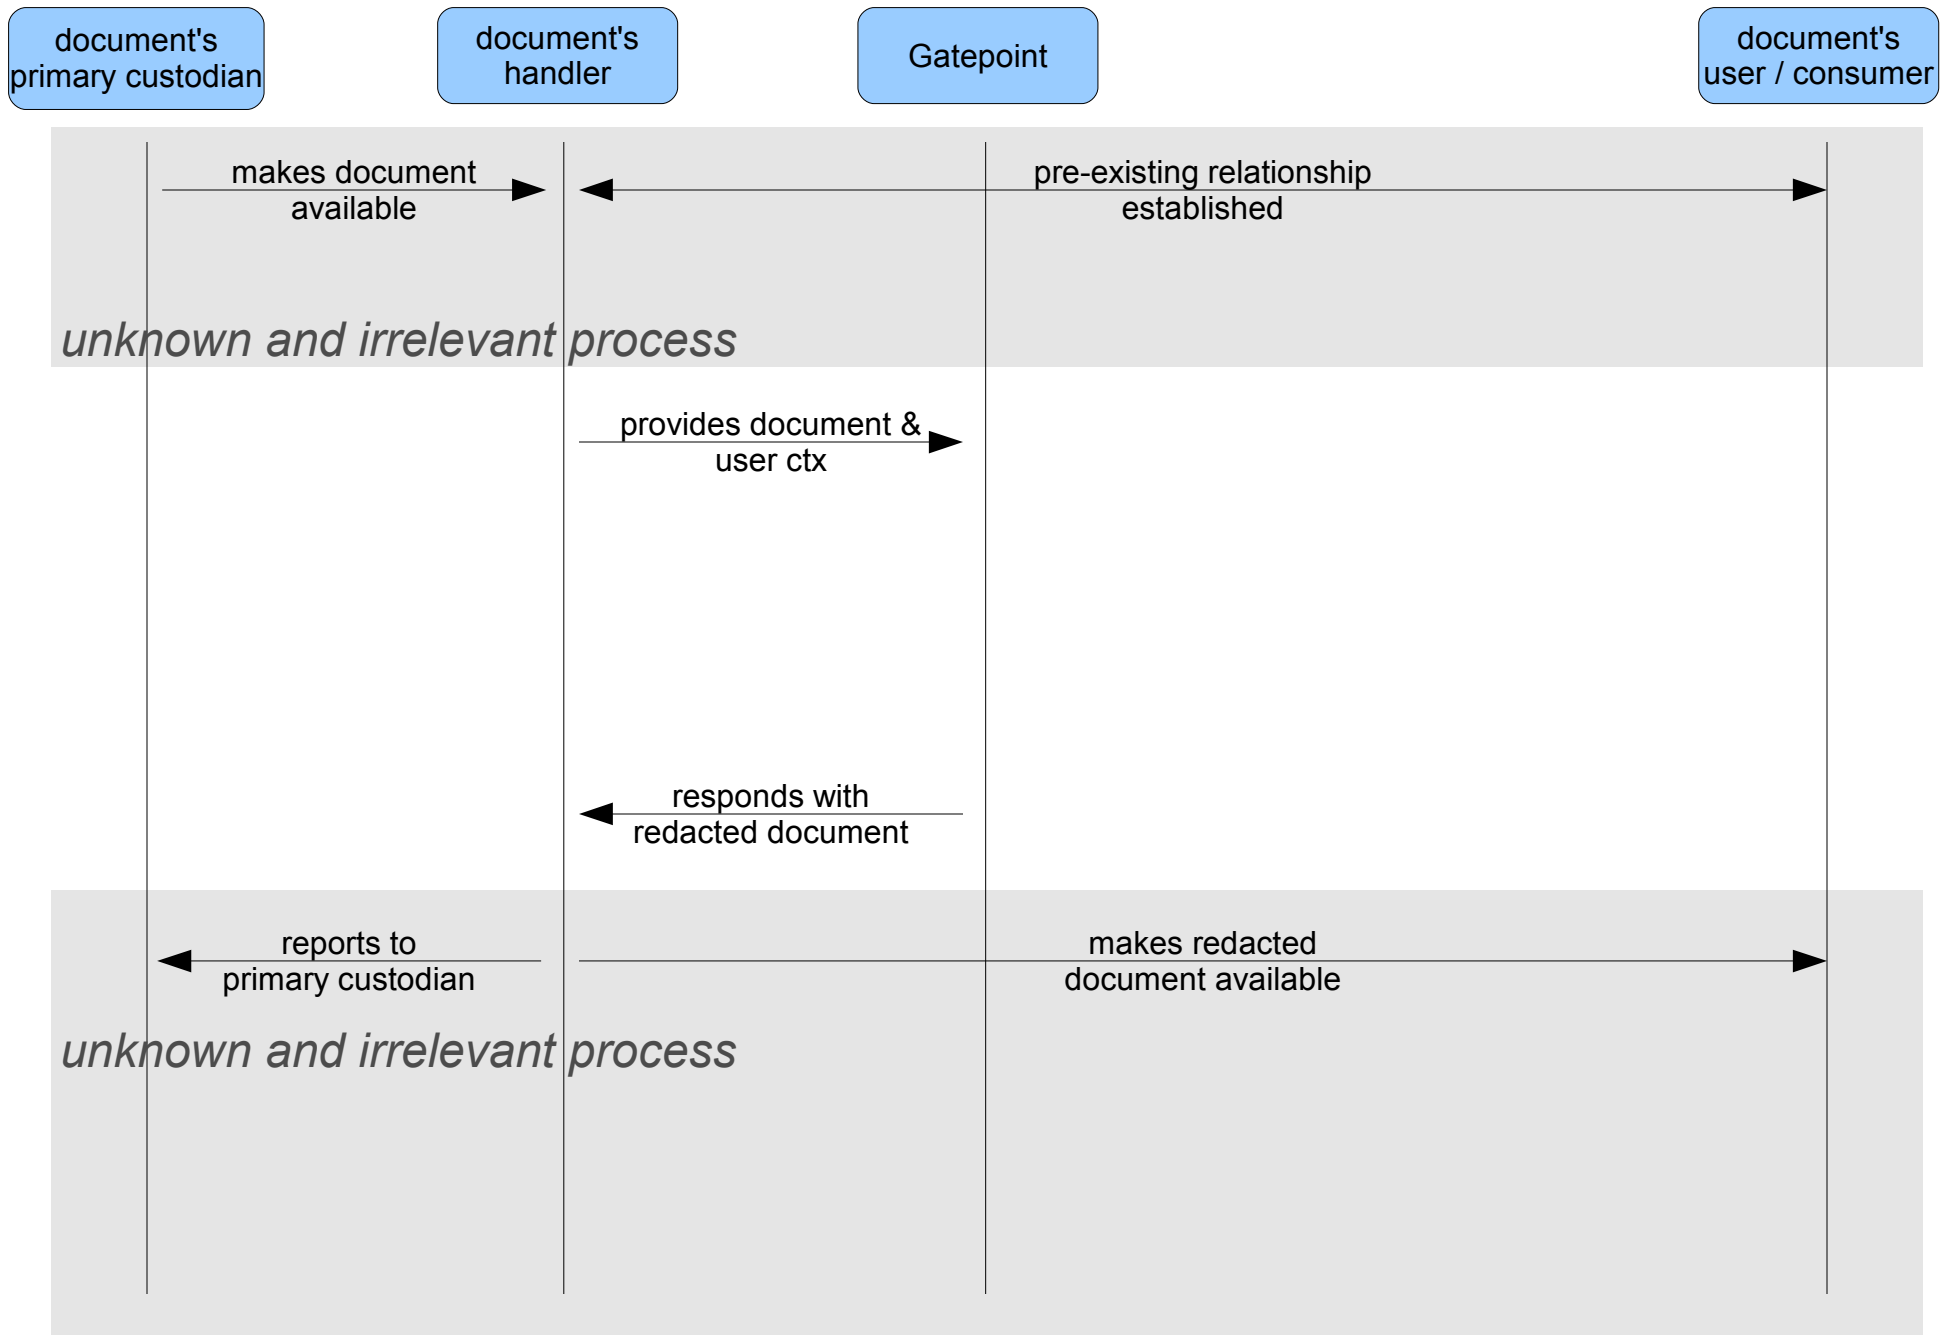 document's
primary custodian
document's
handler
Gatepoint
document's
user / consumer
makes document
available
pre-existing relationship
established
unknown and irrelevant process
provides document &
user ctx
responds with
redacted document
reports to
primary custodian
makes redacted
document available
unknown and irrelevant process